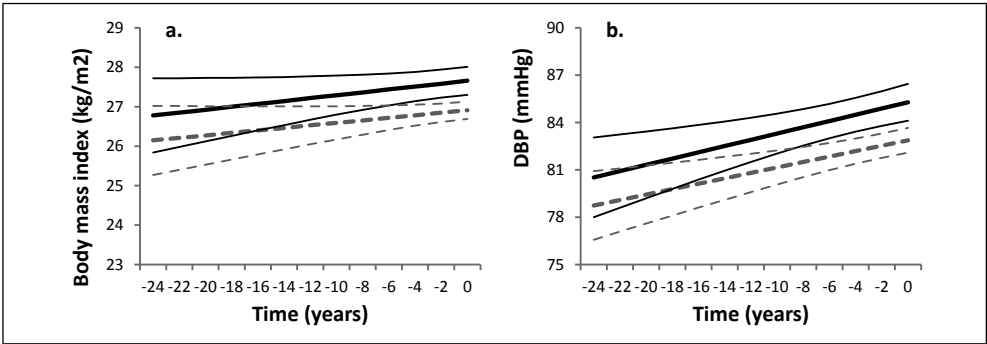 a.
Body mass index (kg/m2)
29
28
27
26
25
24
23
-24 -22 -20 -18 -16 -14 -12 -10 -8 -6 -4 -2 0
Time (years)
b.
DBP (mmHg)
90
87
84
81
78
75
-24 -22 -20 -18 -16 -14 -12 -10 -8 -6 -4 -2 0
Time (years)